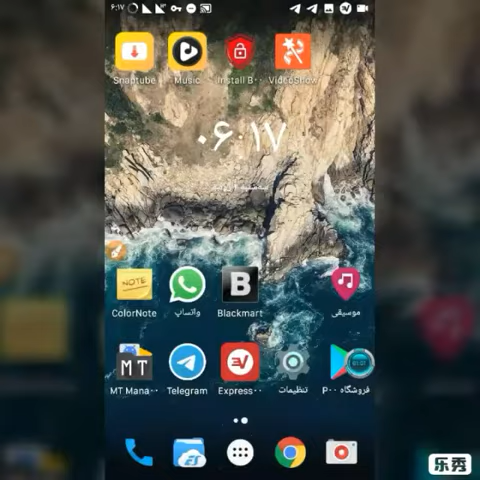 ۶:۱۷
Snaptube
Music
Install B··
VideoShow
۰۶:۱۷
NOTE
ColorNote
واتساپ
B
Blackmart
موسیقی
MT
MT Mana··
Telegram
Express··
تنظیمات
فروشگاه P··
ES
乐秀